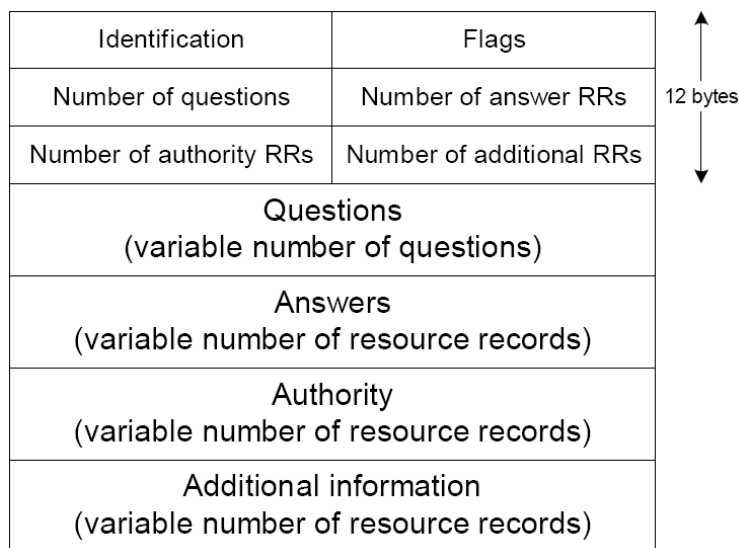 Identification
Flags
Number of questions
Number of answer RRs
12 bytes
Number of authority RRs
Number of additional RRs
Questions
(variable number of questions)
Answers
(variable number of resource records)
Authority
(variable number of resource records)
Additional information
(variable number of resource records)